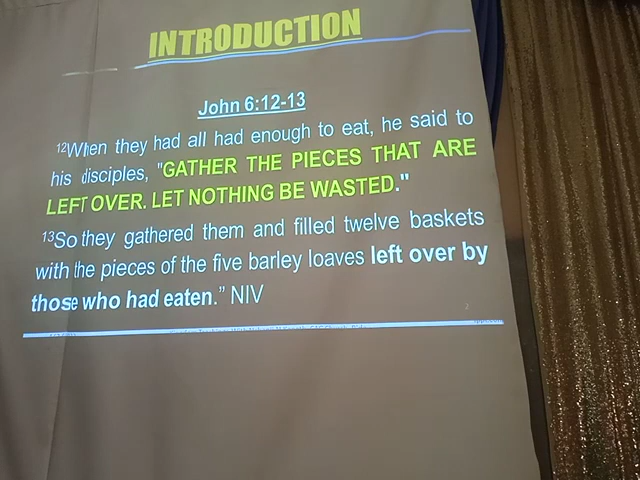 INTRODUCTION
John 6:12-13
¹²When they had all had enough to eat, he said to
his disciples, "GATHER THE PIECES THAT ARE
LEFT OVER. LET NOTHING BE WASTED."
¹³So they gathered them and filled twelve baskets
with the pieces of the five barley loaves left over by
those who had eaten.” NIV